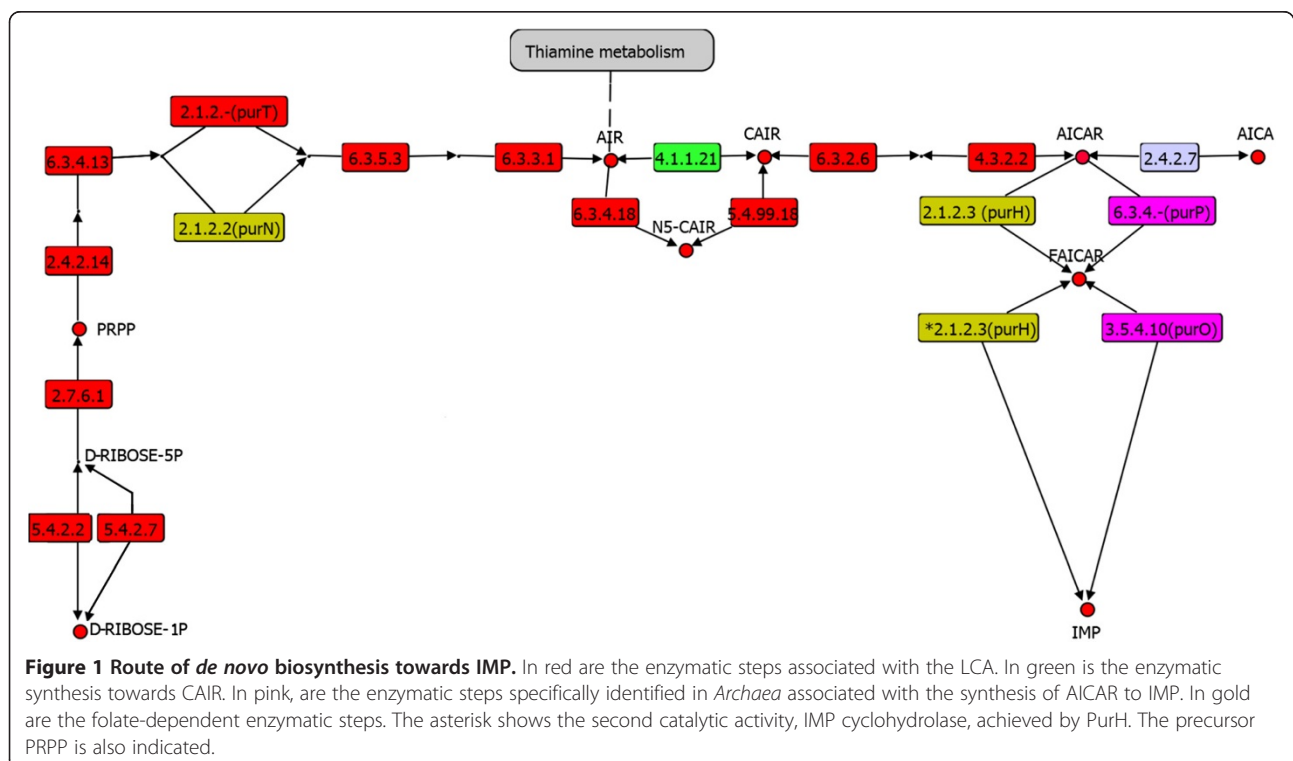 Thiamine metabolism
2.1.2.-(purT)
AIR
CAIR
AICAR
AICA
6.3.4.13
6.3.5.3
6.3.3.1
4.1.1.21
6.3.2.6
4.3.2.2
2.4.2.7
2.1.2.2(purN)
6.3.4.18
5.4.99.18
2.1.2.3 (purH)
6.3.4.-(purP)
N5-CAIR
2.4.2.14
FAICAR
PRPP
*2.1.2.3(purH)
3.5.4.10(purO)
2.7.6.1
D-RIBOSE-5P
5.4.2.2
5.4.2.7
D-RIBOSE-1P
IMP
Figure 1 Route of de novo biosynthesis towards IMP. In red are the enzymatic steps associated with the LCA. In green is the enzymatic
synthesis towards CAIR. In pink, are the enzymatic steps specifically identified in Archaea associated with the synthesis of AICAR to IMP. In gold
are the folate-dependent enzymatic steps. The asterisk shows the second catalytic activity, IMP cyclohydrolase, achieved by PurH. The precursor
PRPP is also indicated.